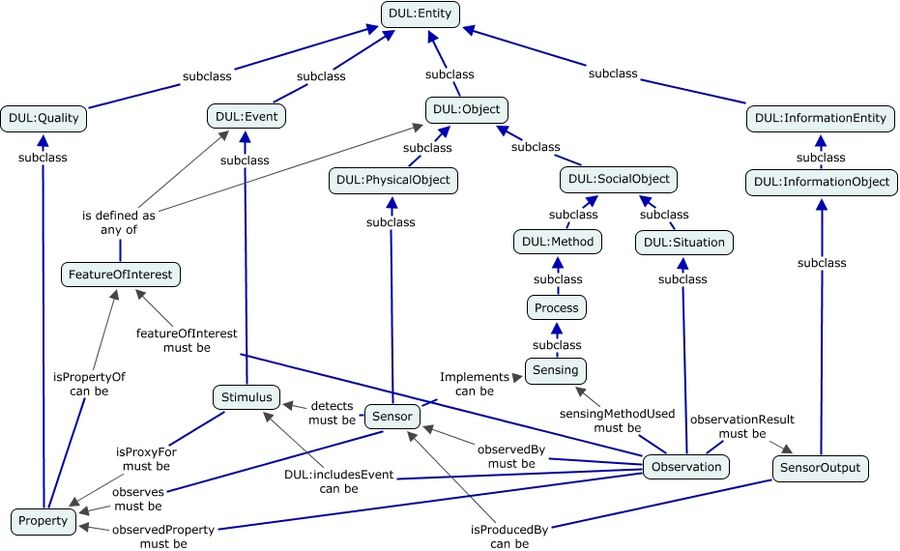 DUL:Entity
subclass
subclass
subclass
subclass
DUL:Quality
DUL:Event
DUL:Object
DUL:InformationEntity
subclass
subclass
subclass
subclass
subclass
DUL:PhysicalObject
DUL:SocialObject
DUL:InformationObject
is defined as
any of
subclass
subclass
subclass
DUL:Method
DUL:Situation
FeatureOfInterest
subclass
subclass
subclass
Process
featureOfInterest
must be
subclass
isPropertyOf
can be
Implements
can be
Sensing
Stimulus
detects
must be
Sensor
sensingMethodUsed
must be
observationResult
must be
isProxyFor
must be
observedBy
must be
DUL:includesEvent
can be
Observation
SensorOutput
observes
must be
Property
observedProperty
must be
isProducedBy
can be